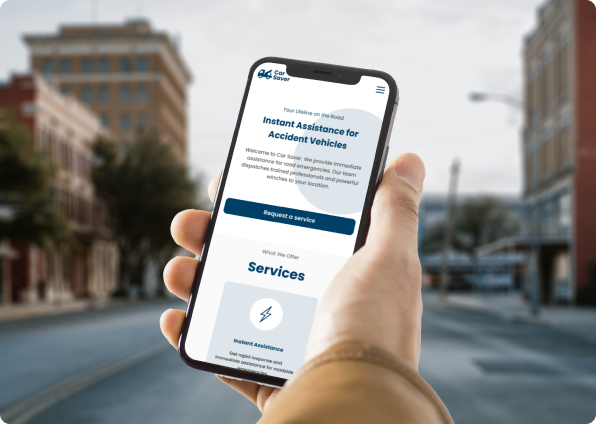 Car
Saver
Your Lifeline on the Road.
Instant Assistance for
Accident Vehicles
Welcome to Car Saver. We provide immediate
assistance for road emergencies. Our team
dispatches trained professionals and powerful
winches to your location.
Request a service
What We Offer
Services
Instant Assistance
Get rapid response and
immediate assistance for roadside